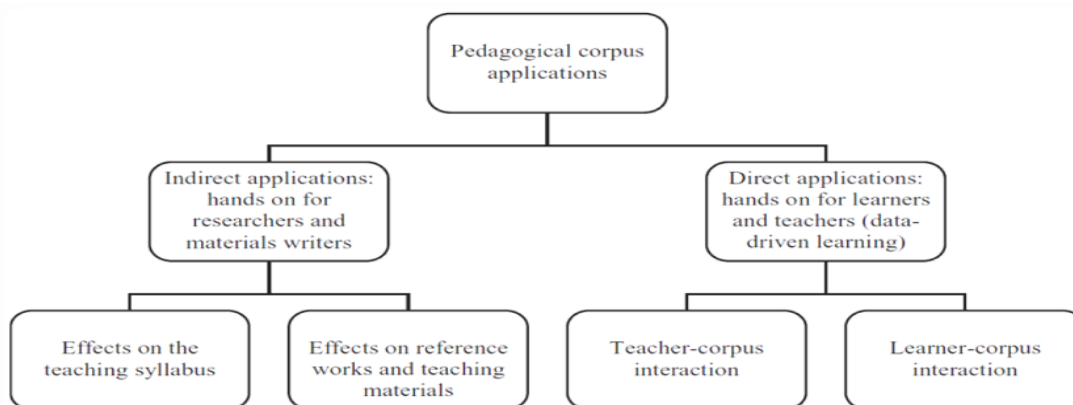 Pedagogical corpus
applications
Indirect applications:
hands on for
researchers and
materials writers
Direct applications:
hands on for learners
and teachers (data-
driven learning)
Effects on the
teaching syllabus
Effects on reference
works and teaching
materials
Teacher-corpus
interaction
Learner-corpus
interaction